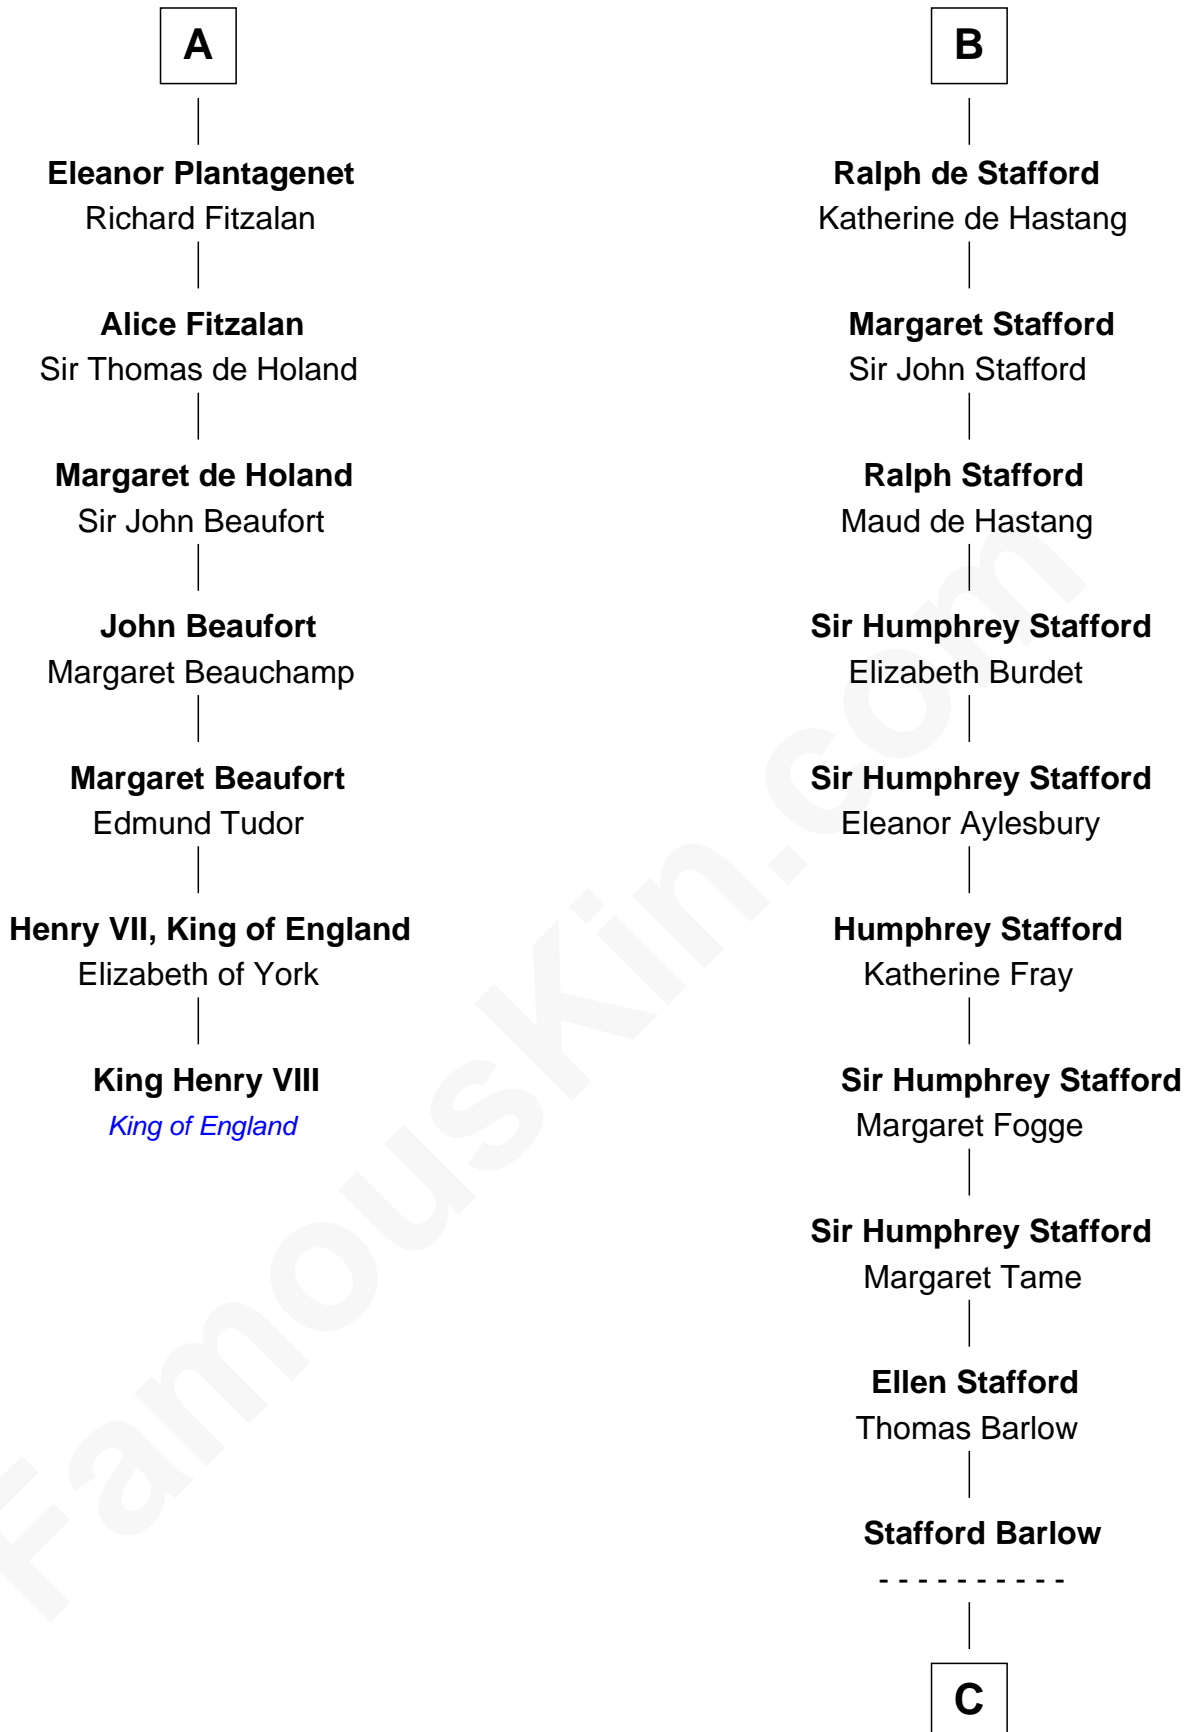 A
Eleanor Plantagenet
Richard Fitzalan
Alice Fitzalan
Sir Thomas de Holand
Margaret de Holand
Sir John Beaufort
John Beaufort
Margaret Beauchamp
Margaret Beaufort
Edmund Tudor
Henry VII, King of England
Elizabeth of York
King Henry VIII
King of England
B
Ralph de Stafford
Katherine de Hastang
Margaret Stafford
Sir John Stafford
Ralph Stafford
Maud de Hastang
Sir Humphrey Stafford
Elizabeth Burdet
Sir Humphrey Stafford
Eleanor Aylesbury
Humphrey Stafford
Katherine Fray
Sir Humphrey Stafford
Margaret Fogge
Sir Humphrey Stafford
Margaret Tame
Ellen Stafford
Thomas Barlow
Stafford Barlow
- - - - - - - - - -
C
FamousKin.com